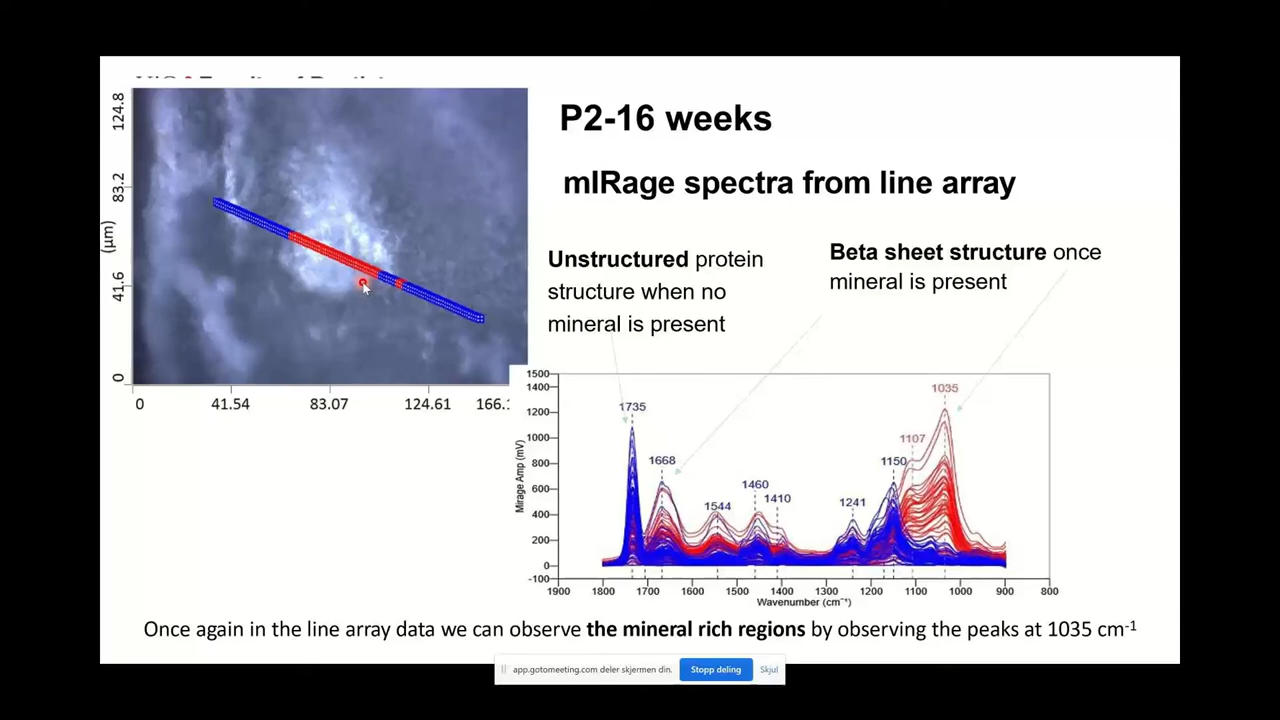 P2-16 weeks
mIRage spectra from line array
Unstructured protein
structure when no
mineral is present
Beta sheet structure once
mineral is present
124.8
83.2
(µm)
41.6
0
0 41.54 83.07 124.61 166.1
1500
1400
1200
1000
800
600
400
200
0
-100
Mirage Amp (mV)
1735
1668
1544
1460
1410
1241
1150
1107
1035
1900 1800 1700 1600 1500 1400 1300 1200 1100 1000 900 800
Wavenumber (cm⁻¹)
Once again in the line array data we can observe the mineral rich regions by observing the peaks at 1035 cm⁻¹
app.gotomeeting.com deler skjermen din. Stopp deling Skjul